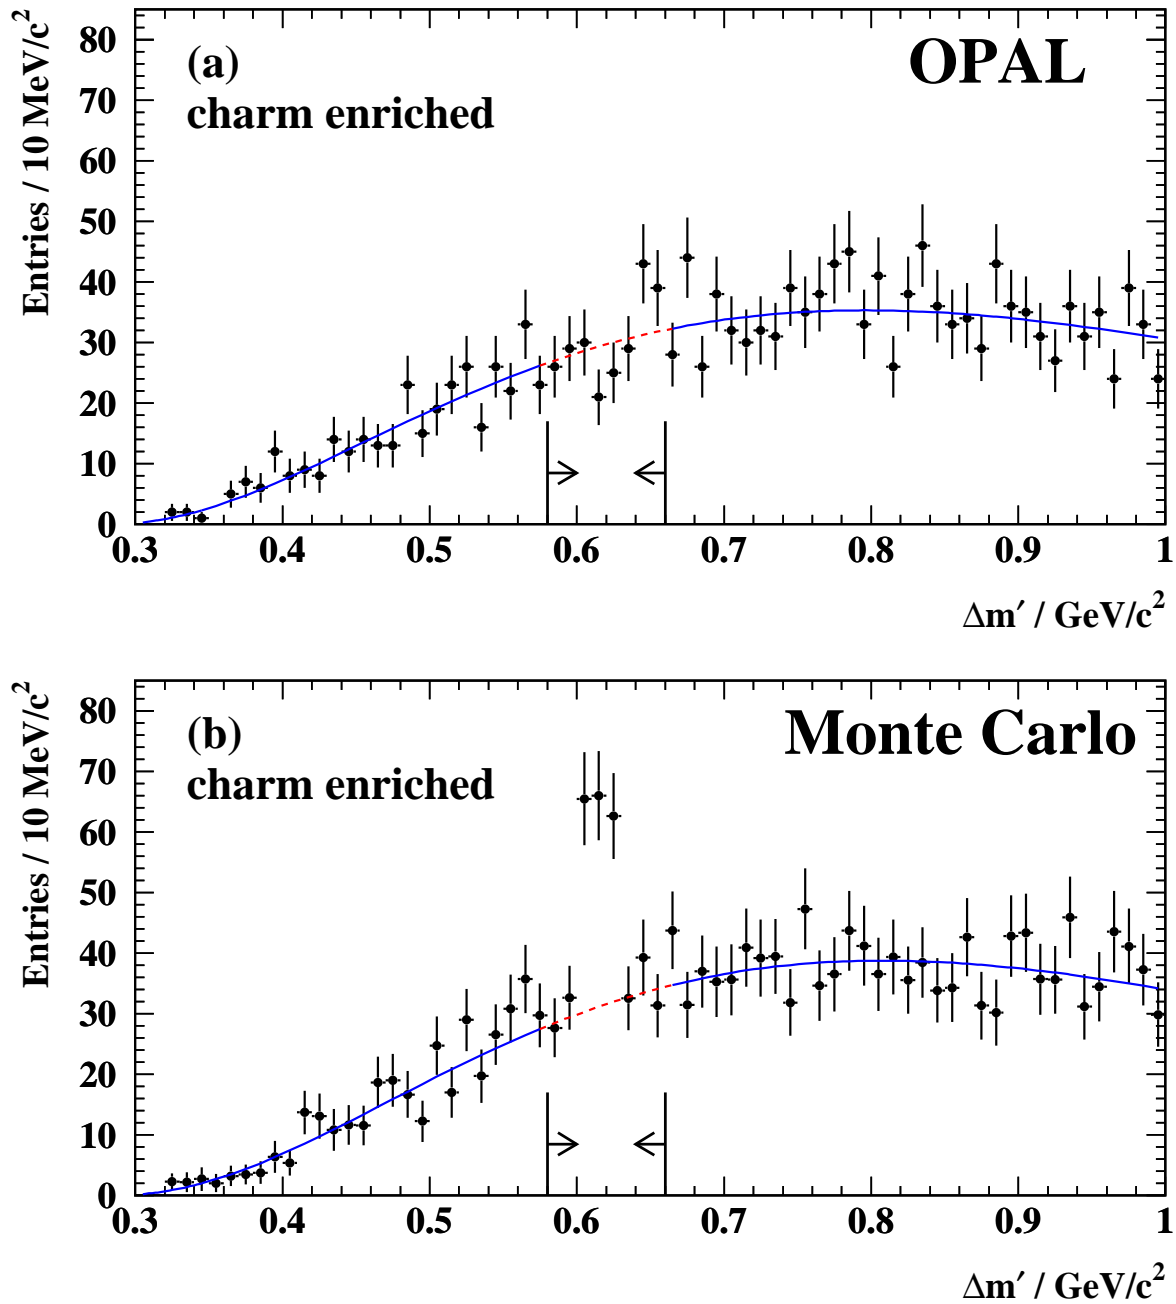 Entries / 10 MeV/c²
(a)
OPAL
charm enriched
80
70
60
50
40
30
20
10
0
0.3 0.4 0.5 0.6 0.7 0.8 0.9 1
Δm′ / GeV/c²
Entries / 10 MeV/c²
(b)
Monte Carlo
charm enriched
80
70
60
50
40
30
20
10
0
0.3 0.4 0.5 0.6 0.7 0.8 0.9 1
Δm′ / GeV/c²